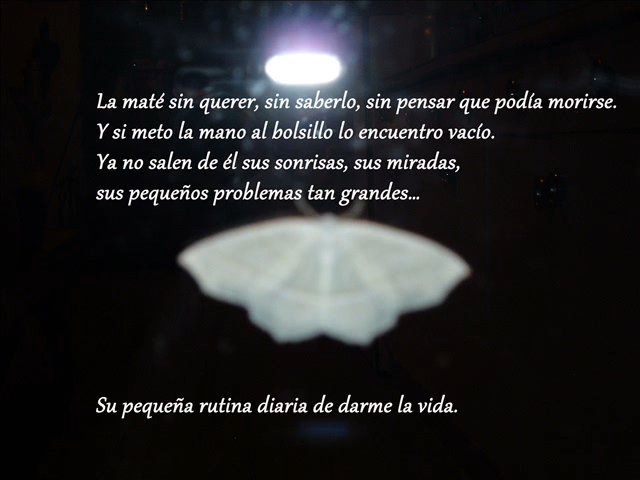 La maté sin querer, sin saberlo, sin pensar que podía morirse.
Y si meto la mano al bolsillo lo encuentro vacío.
Ya no salen de él sus sonrisas, sus miradas,
sus pequeños problemas tan grandes...
Su pequeña rutina diaria de darme la vida.